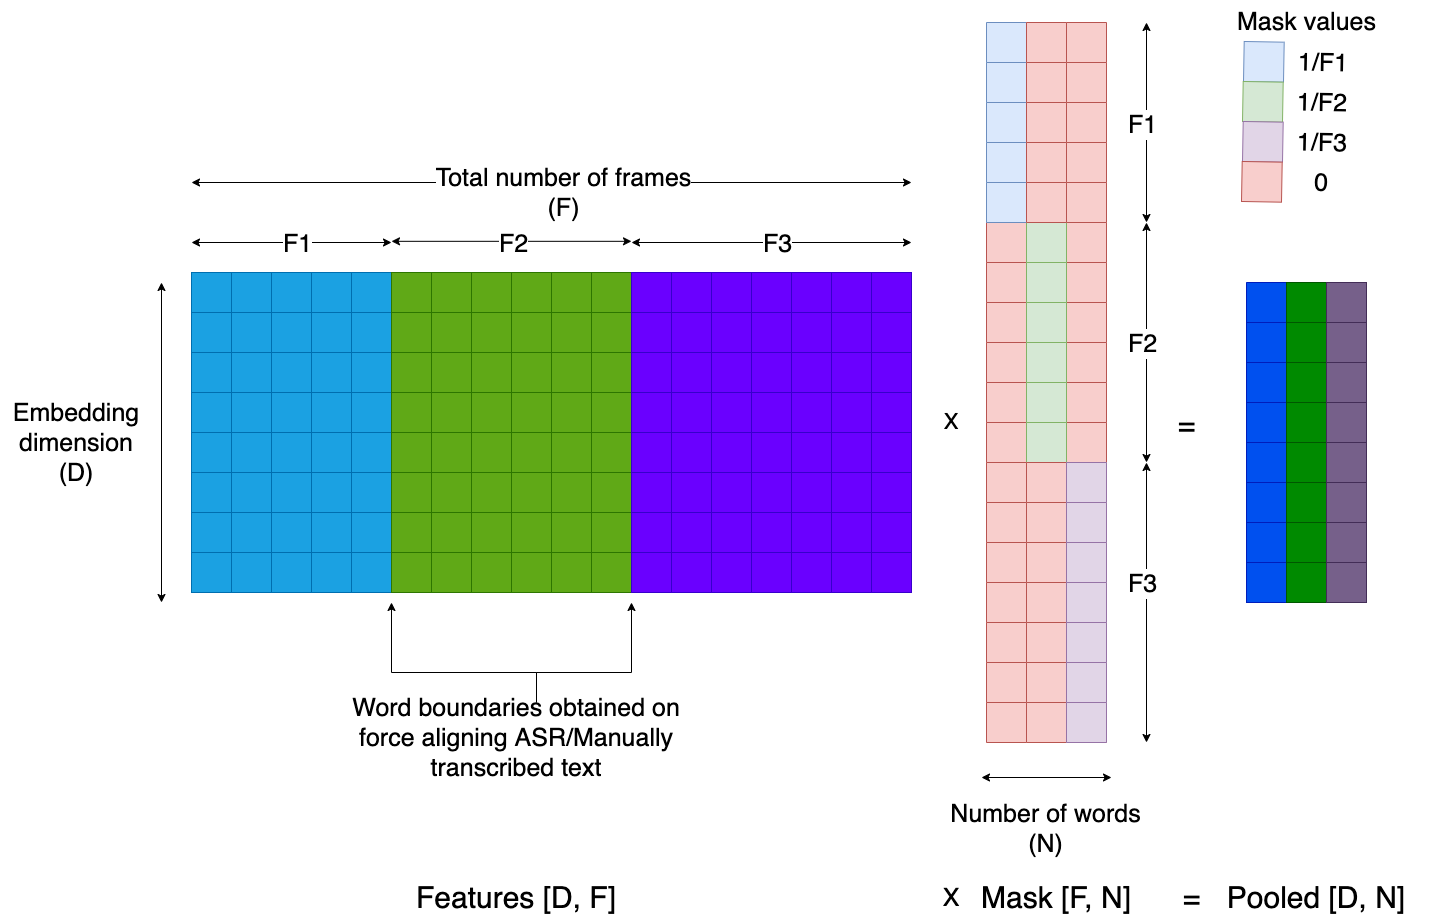 Mask values
1/F1
1/F2
1/F3
0
F1
F2
F3
Total number of frames
(F)
F1
F2
F3
Embedding
dimension
(D)
x
=
Word boundaries obtained on
force aligning ASR/Manually
transcribed text
Number of words
(N)
Features [D, F]
x Mask [F, N] = Pooled [D, N]